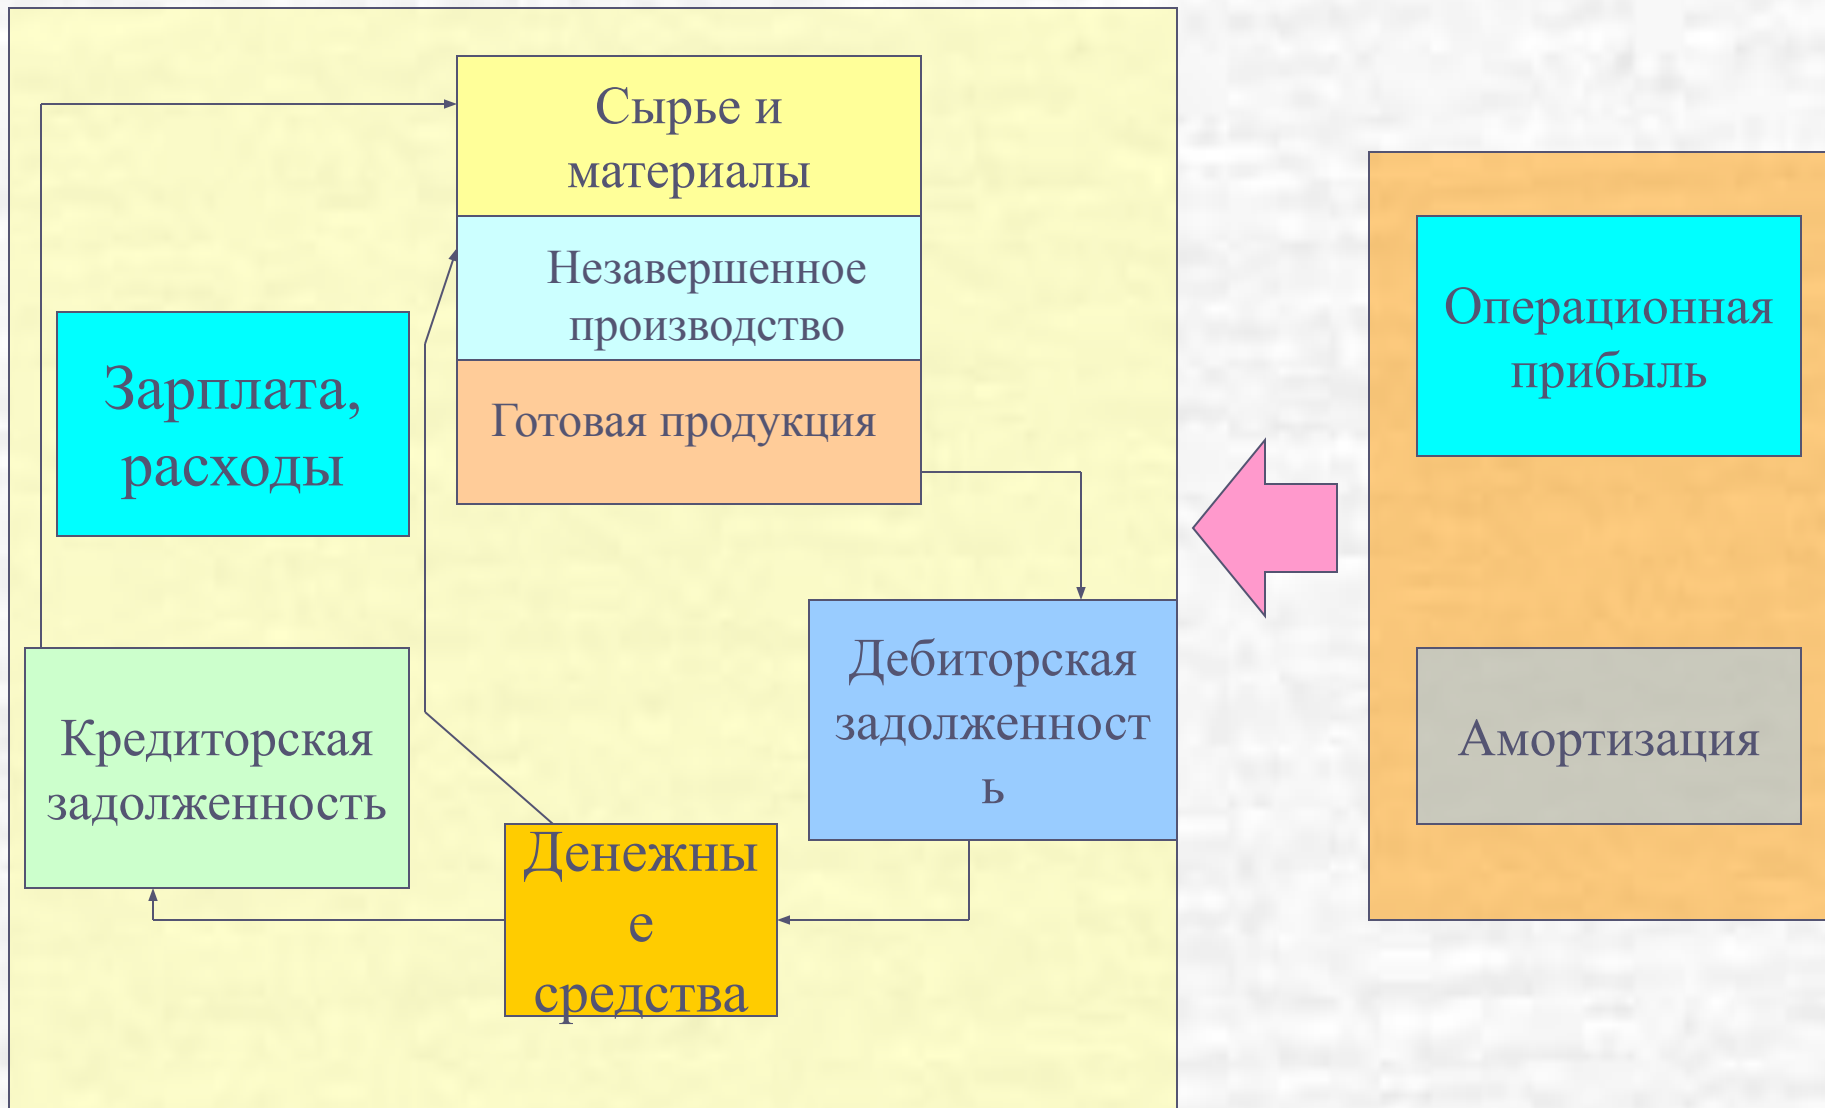 Сырье и
материалы
Незавершенное
производство
Готовая продукция
Зарплата,
расходы
Кредиторская
задолженность
Денежны
е
средства
Дебиторская
задолженност
ь
Операционная
прибыль
Амортизация